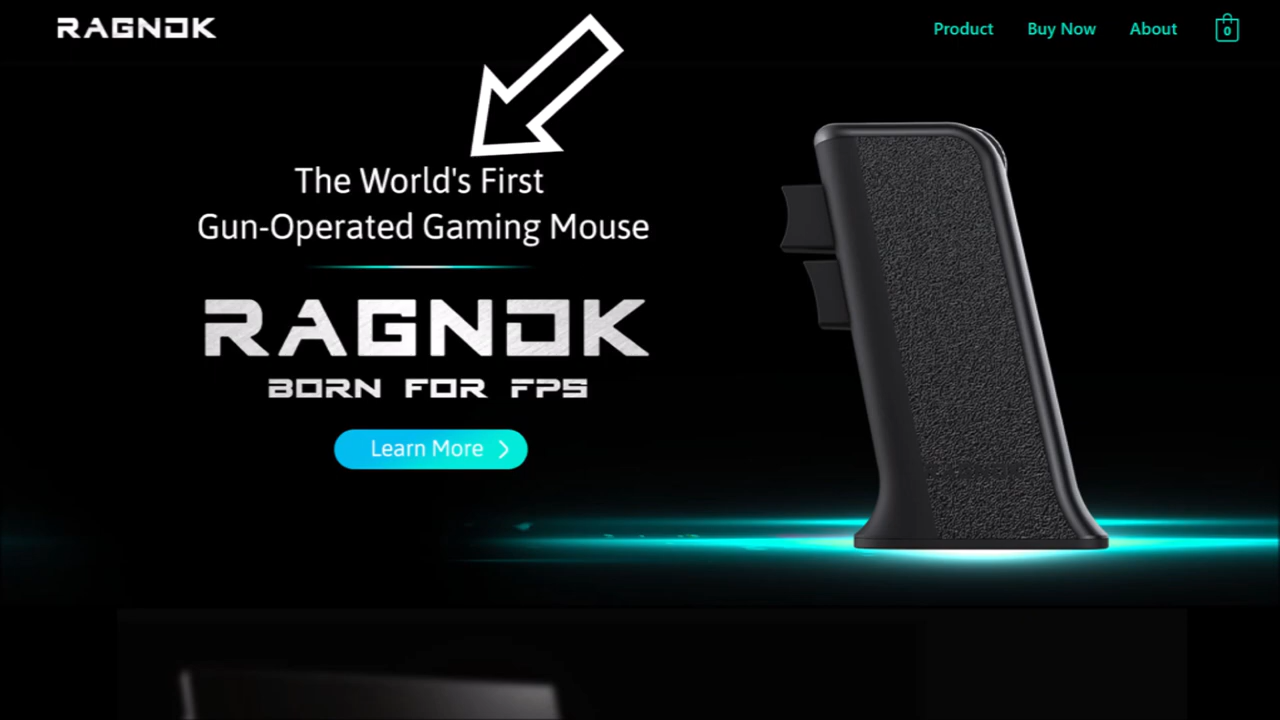 RAGNOK
Product Buy Now About 0
The World's First
Gun-Operated Gaming Mouse
RAGNOK
BORN FOR FPS
Learn More